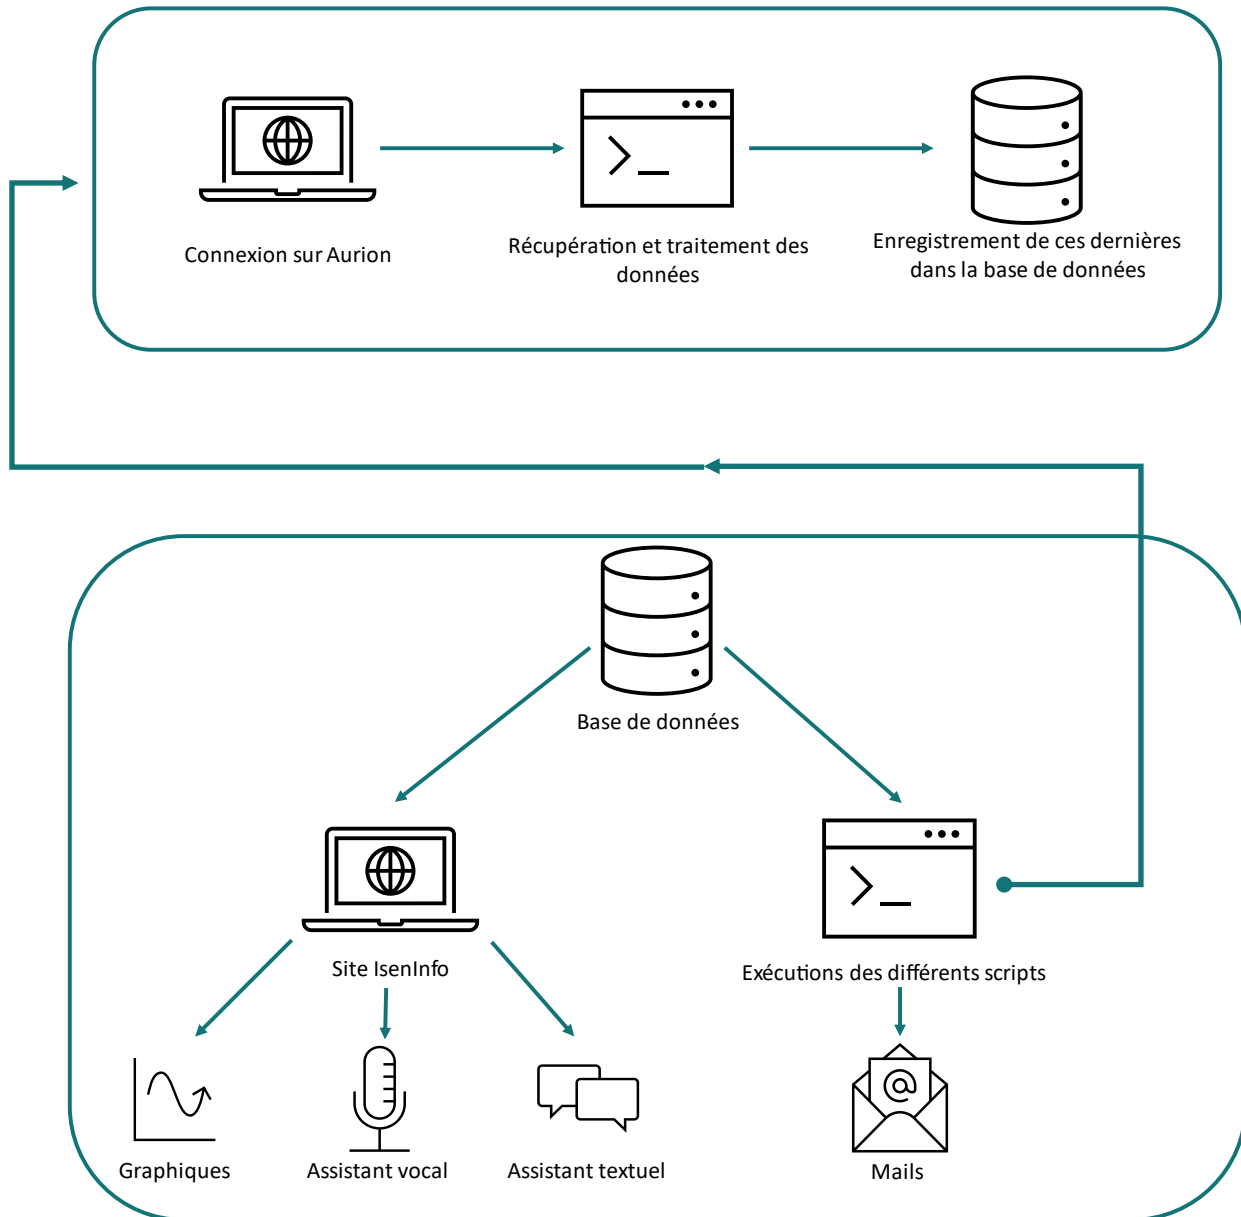 Connexion sur Aurion
Récupération et traitement des
données
Enregistrement de ces dernières
dans la base de données
Base de données
Site IsenInfo
Exécutions des différents scripts
Graphiques
Assistant vocal
Assistant textuel
Mails